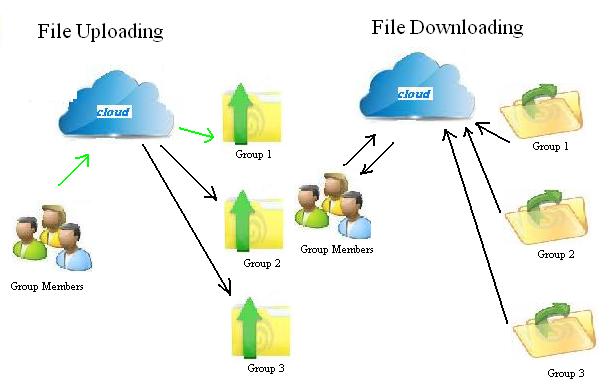 File Uploading
cloud
Group 1
Group 2
Group 3
Group Members
File Downloading
cloud
Group 1
Group 2
Group 3
Group Members